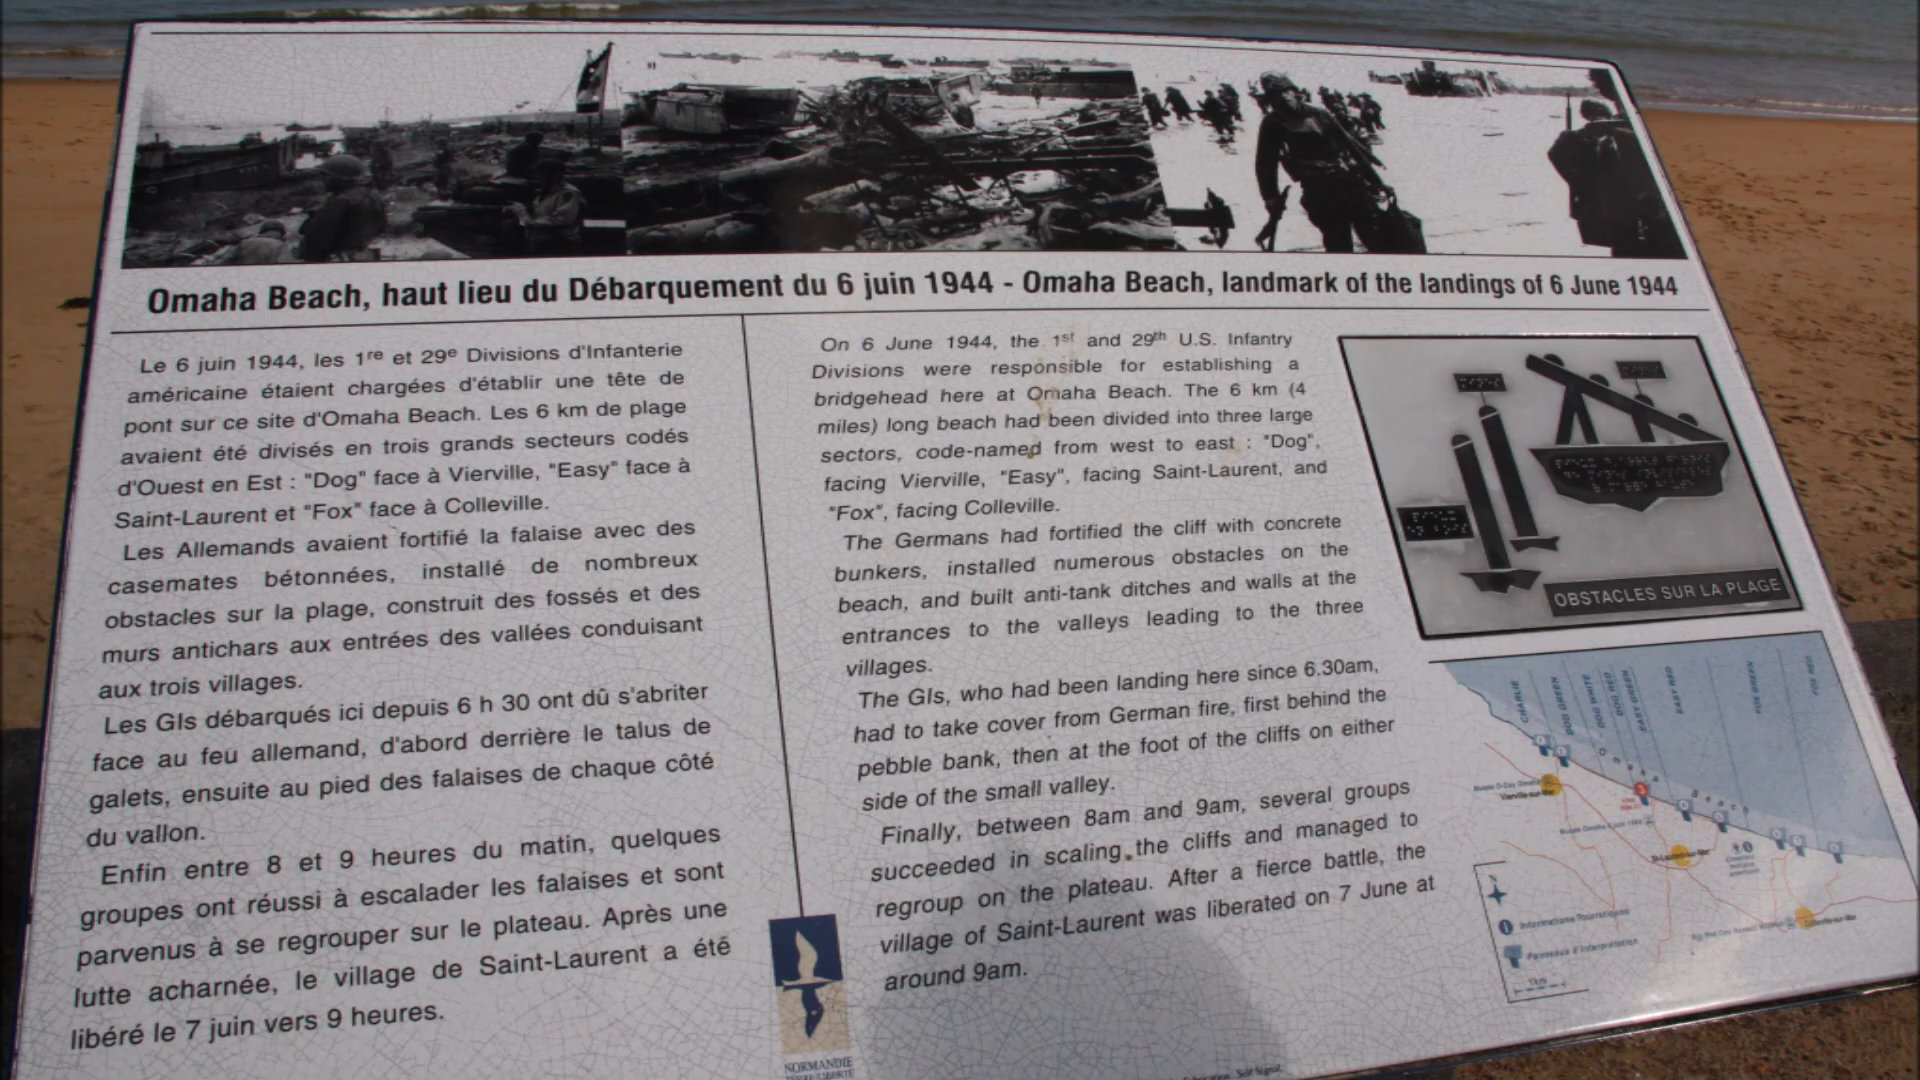 Omaha Beach, haut lieu du Débarquement du 6 juin 1944 - Omaha Beach, landmark of the landings of 6 June 1944
Le 6 juin 1944, les 1re et 29e Divisions d'Infanterie
américaine étaient chargées d'établir une tête de
pont sur ce site d'Omaha Beach. Les 6 km de plage
avaient été divisés en trois grands secteurs codés
d'Ouest en Est : "Dog" face à Vierville, "Easy" face à
Saint-Laurent et "Fox" face à Colleville.
Les Allemands avaient fortifié la falaise avec des
casemates bétonnées, installé de nombreux
obstacles sur la plage, construit des fossés et des
murs antichars aux entrées des vallées conduisant
aux trois villages.
Les GIs débarqués ici depuis 6 h 30 ont dû s'abriter
face au feu allemand, d'abord derrière le talus de
galets, ensuite au pied des falaises de chaque côté
du vallon.
Enfin entre 8 et 9 heures du matin, quelques
groupes ont réussi à escalader les falaises et sont
parvenus à se regrouper sur le plateau. Après une
lutte acharnée, le village de Saint-Laurent a été
libéré le 7 juin vers 9 heures.
On 6 June 1944, the 1st and 29th U.S. Infantry
Divisions were responsible for establishing a
bridgehead here at Omaha Beach. The 6 km (4
miles) long beach had been divided into three large
sectors, code-named from west to east : "Dog",
facing Vierville, "Easy", facing Saint-Laurent, and
"Fox", facing Colleville.
The Germans had fortified the cliff with concrete
bunkers, installed numerous obstacles on the
beach, and built anti-tank ditches and walls at the
entrances to the valleys leading to the three
villages.
The GIs, who had been landing here since 6.30am,
had to take cover from German fire, first behind the
pebble bank, then at the foot of the cliffs on either
side of the small valley.
Finally, between 8am and 9am, several groups
succeeded in scaling the cliffs and managed to
regroup on the plateau. After a fierce battle, the
village of Saint-Laurent was liberated on 7 June at
around 9am.
OBSTACLES SUR LA PLAGE
CHARLIE
DOG GREEN
DOG WHITE
DOG RED
EASY GREEN
EASY RED
FOX GREEN
FOX RED
Omaha Beach
Vierville-sur-Mer
St-Laurent-sur-Mer
Colleville-sur-Mer
N
Informations Touristiques
Panneaux d'Interprétation
1km
NORMANDIE